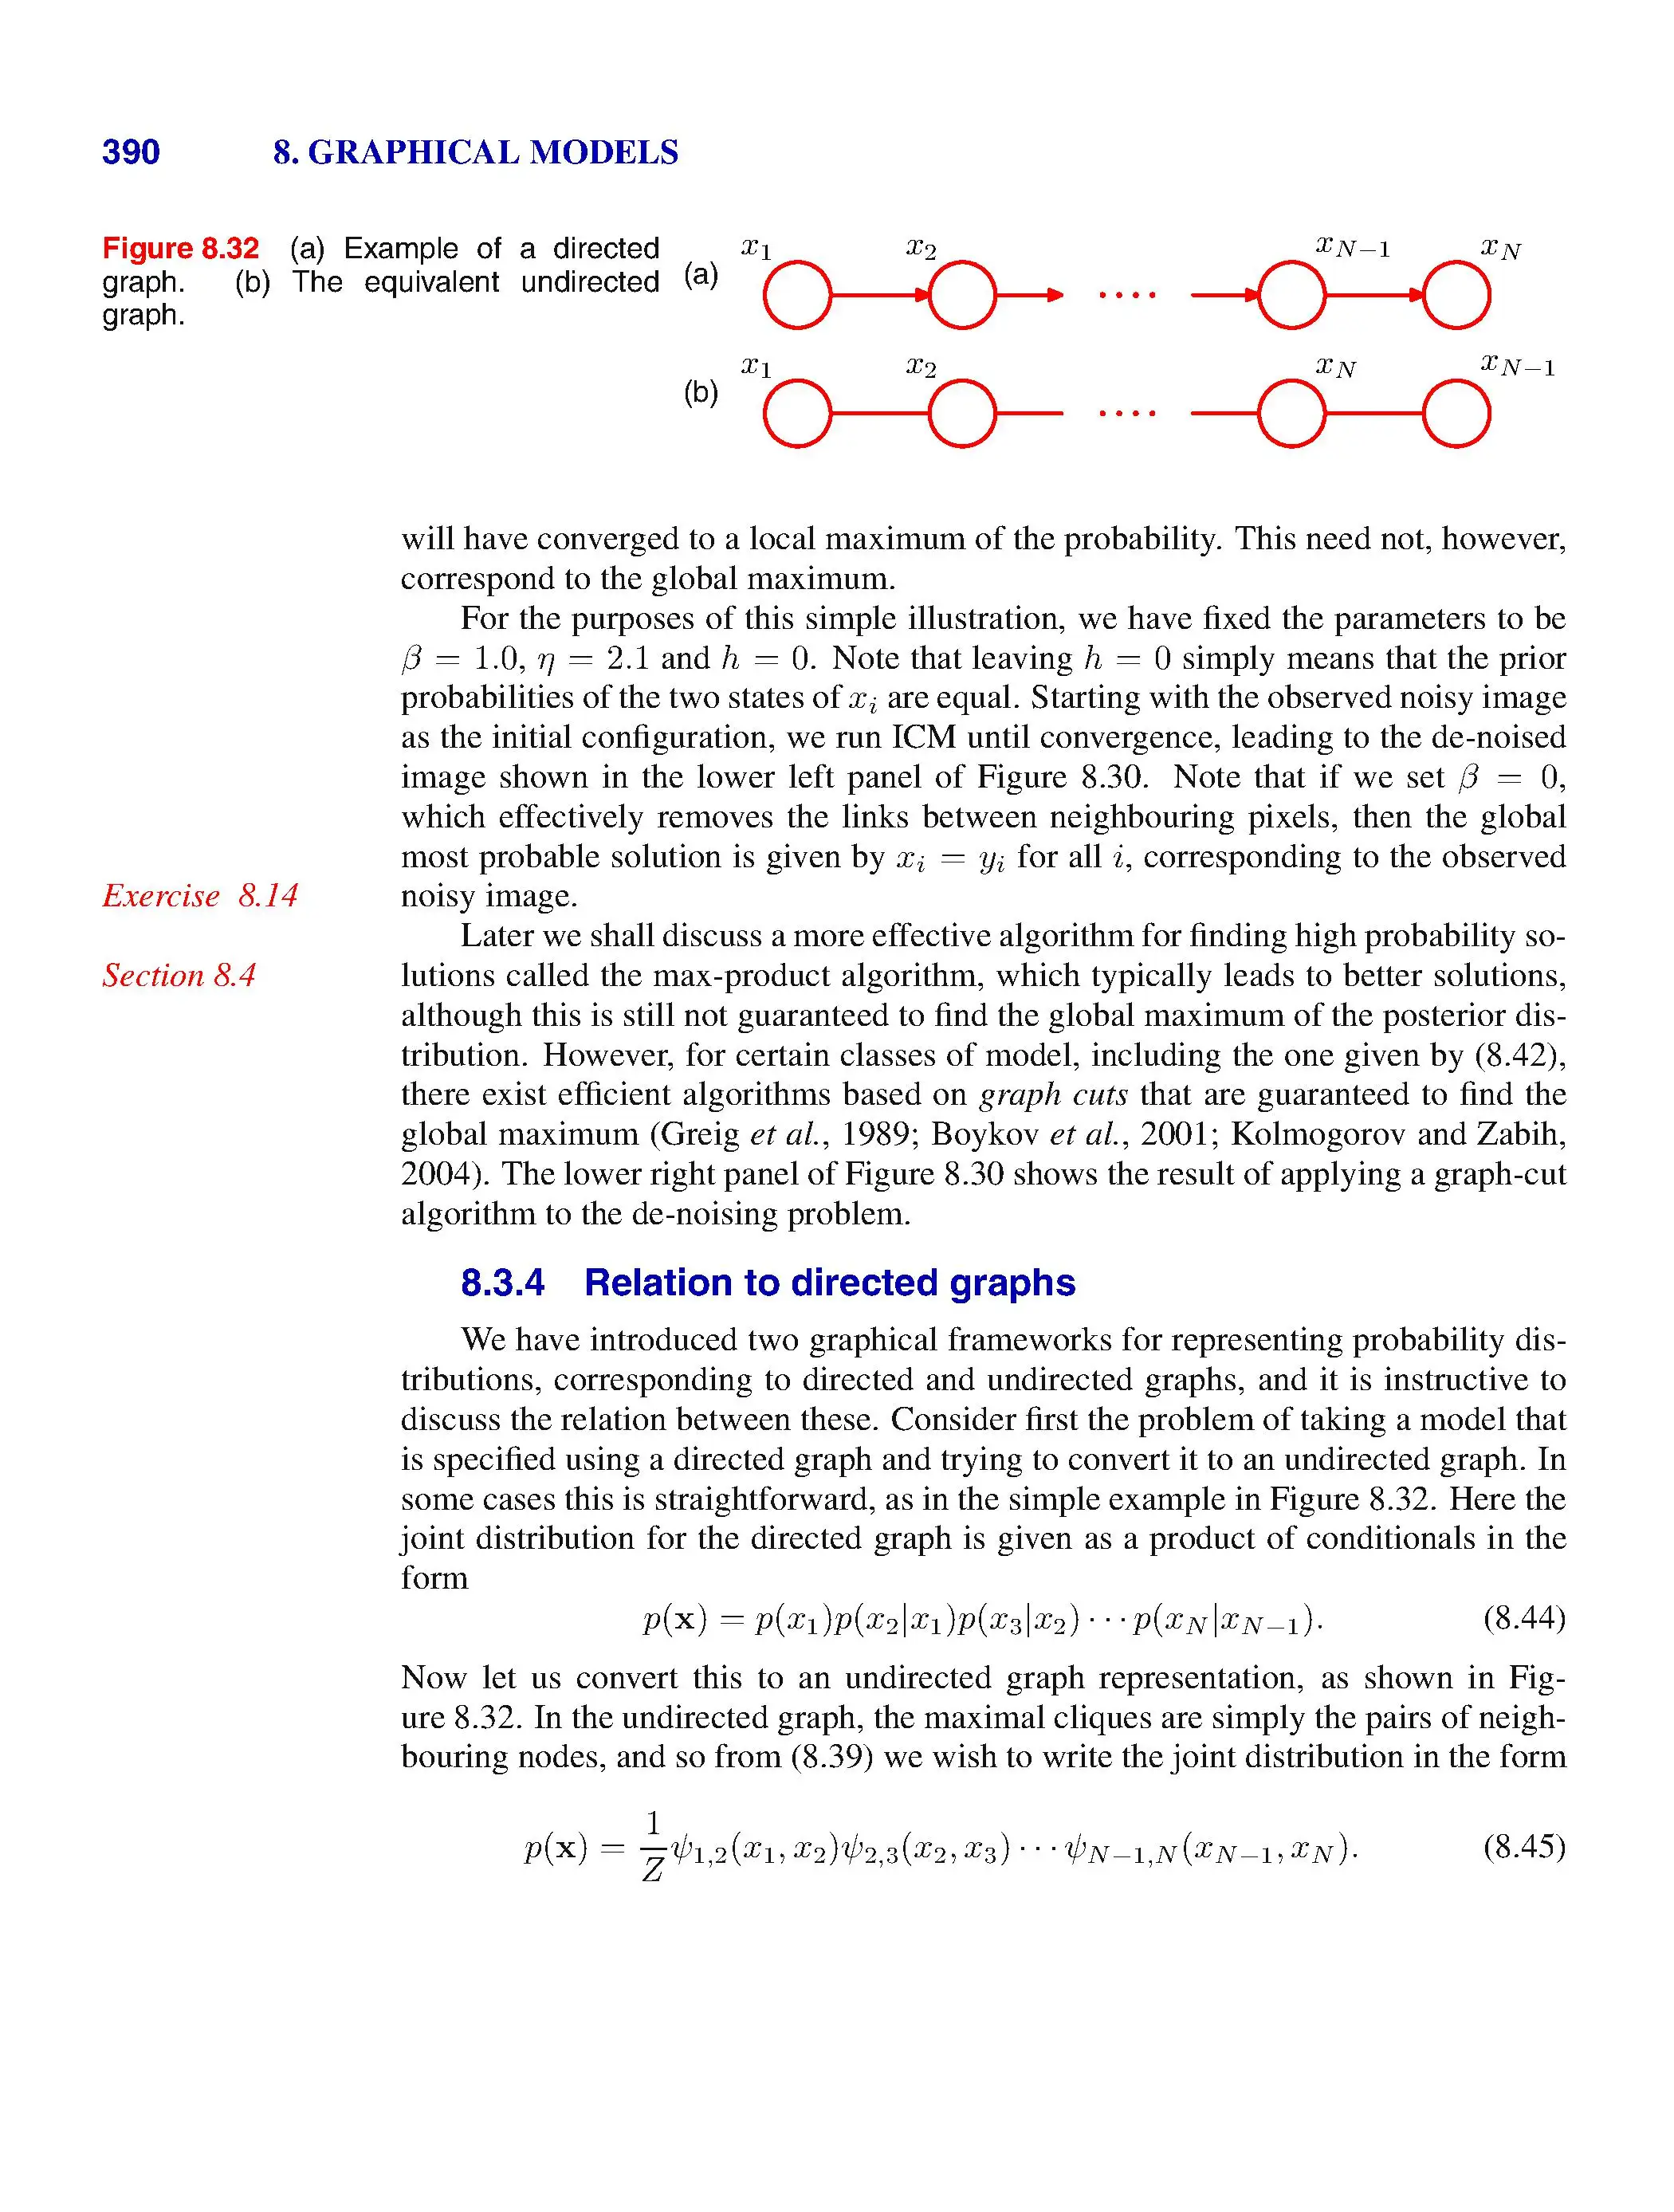 390 8. GRAPHICAL MODELS
Figure 8.32 (a) Example of a directed
graph. (b) The equivalent undirected
graph.
(a) x_1 x_2 x_{N−1} x_N
(b) x_1 x_2 x_N x_{N−1}
will have converged to a local maximum of the probability. This need not, however,
correspond to the global maximum.
For the purposes of this simple illustration, we have fixed the parameters to be
β = 1.0, η = 2.1 and h = 0. Note that leaving h = 0 simply means that the prior
probabilities of the two states of x_i are equal. Starting with the observed noisy image
as the initial configuration, we run ICM until convergence, leading to the de-noised
image shown in the lower left panel of Figure 8.30. Note that if we set β = 0,
which effectively removes the links between neighbouring pixels, then the global
most probable solution is given by x_i = y_i for all i, corresponding to the observed
Exercise 8.14 noisy image.
Later we shall discuss a more effective algorithm for finding high probability so-
Section 8.4 lutions called the max-product algorithm, which typically leads to better solutions,
although this is still not guaranteed to find the global maximum of the posterior dis-
tribution. However, for certain classes of model, including the one given by (8.42),
there exist efficient algorithms based on graph cuts that are guaranteed to find the
global maximum (Greig et al., 1989; Boykov et al., 2001; Kolmogorov and Zabih,
2004). The lower right panel of Figure 8.30 shows the result of applying a graph-cut
algorithm to the de-noising problem.
8.3.4 Relation to directed graphs
We have introduced two graphical frameworks for representing probability dis-
tributions, corresponding to directed and undirected graphs, and it is instructive to
discuss the relation between these. Consider first the problem of taking a model that
is specified using a directed graph and trying to convert it to an undirected graph. In
some cases this is straightforward, as in the simple example in Figure 8.32. Here the
joint distribution for the directed graph is given as a product of conditionals in the
form
p(x) = p(x_1)p(x_2|x_1)p(x_3|x_2) ··· p(x_N|x_{N−1}). (8.44)
Now let us convert this to an undirected graph representation, as shown in Fig-
ure 8.32. In the undirected graph, the maximal cliques are simply the pairs of neigh-
bouring nodes, and so from (8.39) we wish to write the joint distribution in the form
p(x) = 1/Z ψ_{1,2}(x_1, x_2)ψ_{2,3}(x_2, x_3) ··· ψ_{N−1,N}(x_{N−1}, x_N). (8.45)